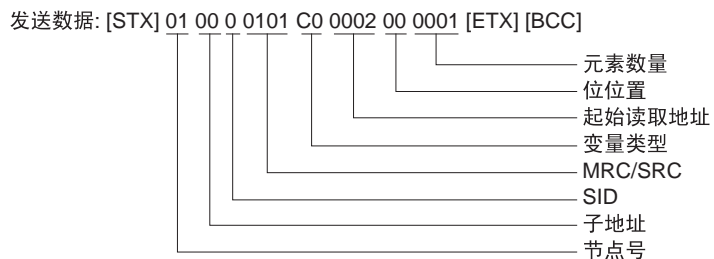 发送数据: [STX] 01 00 0 0101 C0 0002 00 0001 [ETX] [BCC]
元素数量
位位置
起始读取地址
变量类型
MRC/SRC
SID
子地址
节点号